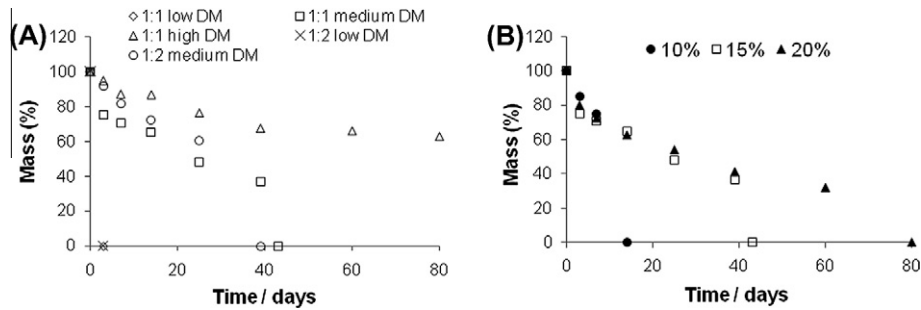 (A)
1:1 low DM 1:1 medium DM
1:1 high DM 1:2 low DM
1:2 medium DM
120
100
80
60
40
20
0
Mass (%)
0 20 40 60 80
Time / days
(B)
10% 15% 20%
120
100
80
60
40
20
0
Mass (%)
0 20 40 60 80
Time / days